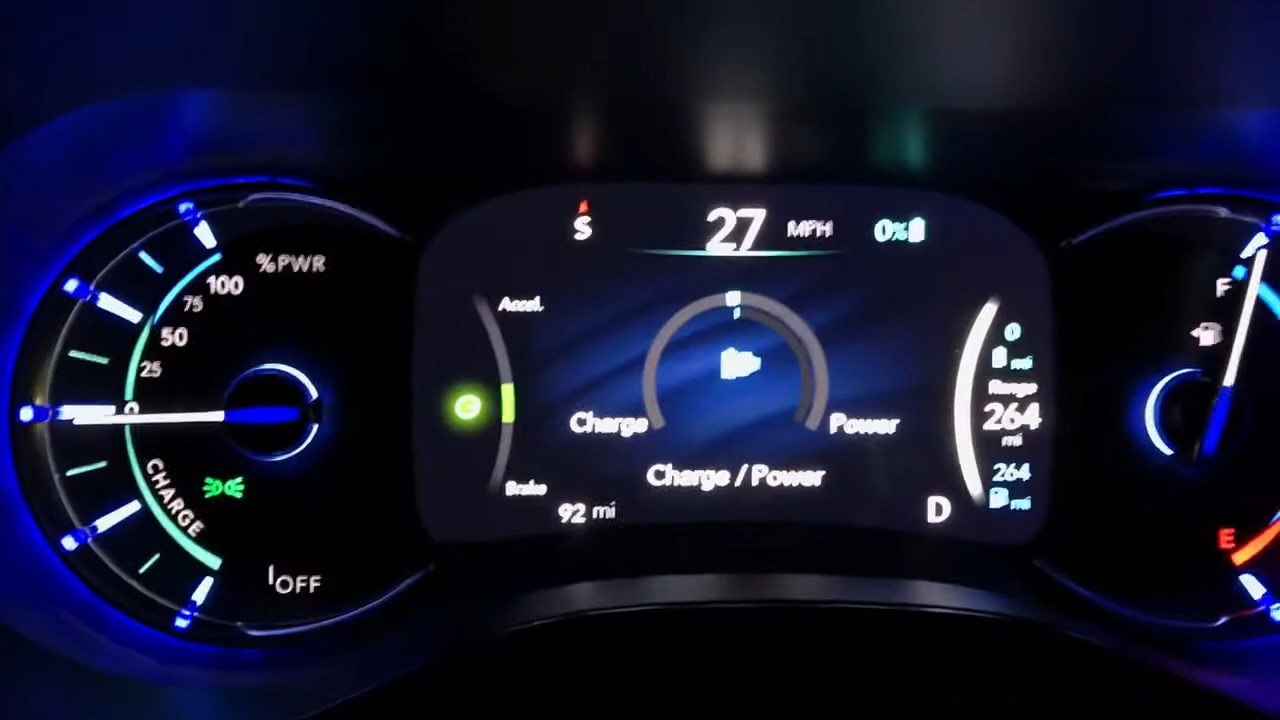 S
27 MPH
0%
%PWR
100
75
50
25
0
CHARGE
IOFF
Accel.
Brake
C
Charge
Power
Charge / Power
92 mi
D
0
mi
Range
264
mi
264
mi
F
E